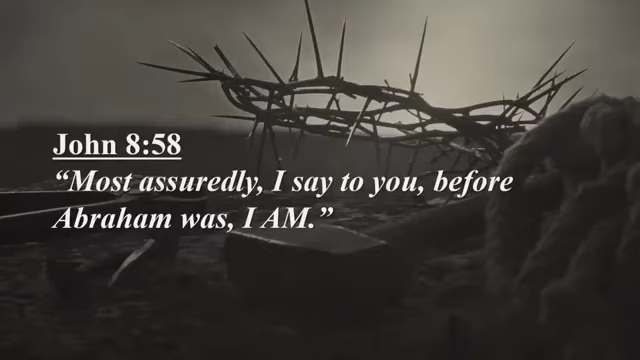 John 8:58
“Most assuredly, I say to you, before
Abraham was, I AM.”